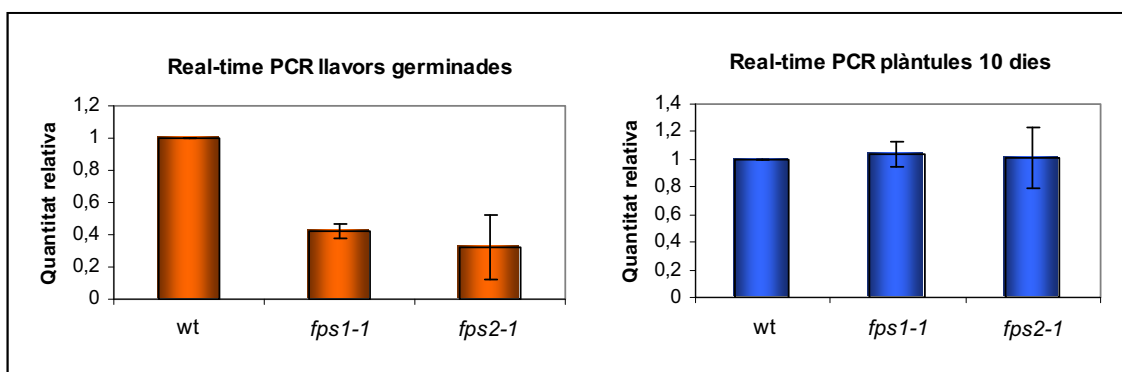 Real-time PCR llavors germinades
Quantitat relativa
1,2
1
0,8
0,6
0,4
0,2
0
wt fps1-1 fps2-1
Real-time PCR plàntules 10 dies
Quantitat relativa
1,4
1,2
1
0,8
0,6
0,4
0,2
0
wt fps1-1 fps2-1